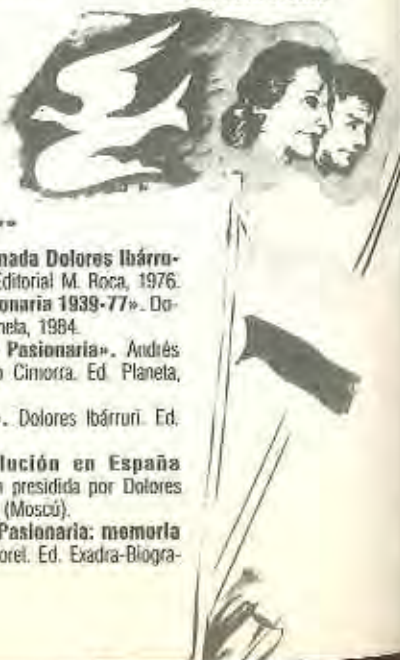 nada Dolores Ibárru-
Editorial M. Roca, 1976.
onaria 1939-77». Do-
neta, 1984.
Pasionaria». Andrés
o Cimorra. Ed. Planeta,
. Dolores Ibárruri. Ed.
lución en España
n presidida por Dolores
(Moscú).
Pasionaria: memoria
orel. Ed. Exadra-Biogra-